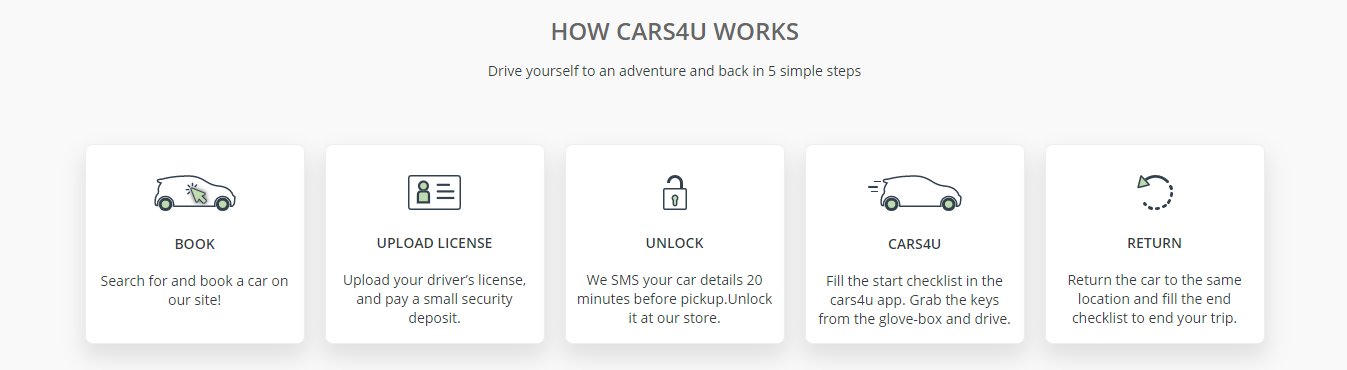 HOW CARS4U WORKS
Drive yourself to an adventure and back in 5 simple steps
BOOK
Search for and book a car on
our site!
UPLOAD LICENSE
Upload your driver’s license,
and pay a small security
deposit.
UNLOCK
We SMS your car details 20
minutes before pickup.Unlock
it at our store.
CARS4U
Fill the start checklist in the
cars4u app. Grab the keys
from the glove-box and drive.
RETURN
Return the car to the same
location and fill the end
checklist to end your trip.